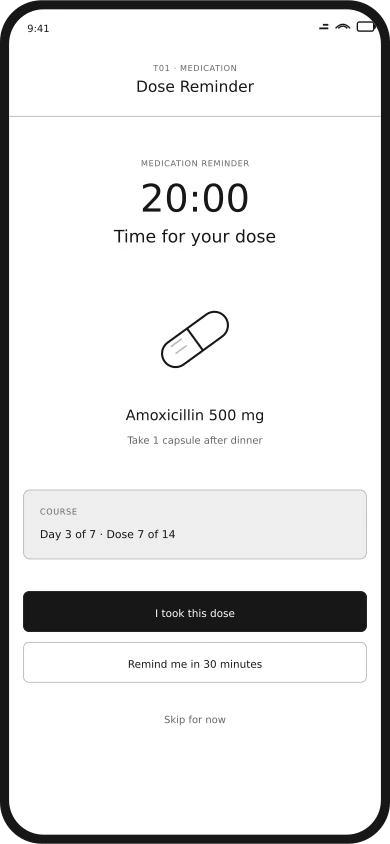 9:41
T01 · MEDICATION
Dose Reminder
MEDICATION REMINDER
20:00
Time for your dose
Amoxicillin 500 mg
Take 1 capsule after dinner
COURSE
Day 3 of 7 · Dose 7 of 14
I took this dose
Remind me in 30 minutes
Skip for now